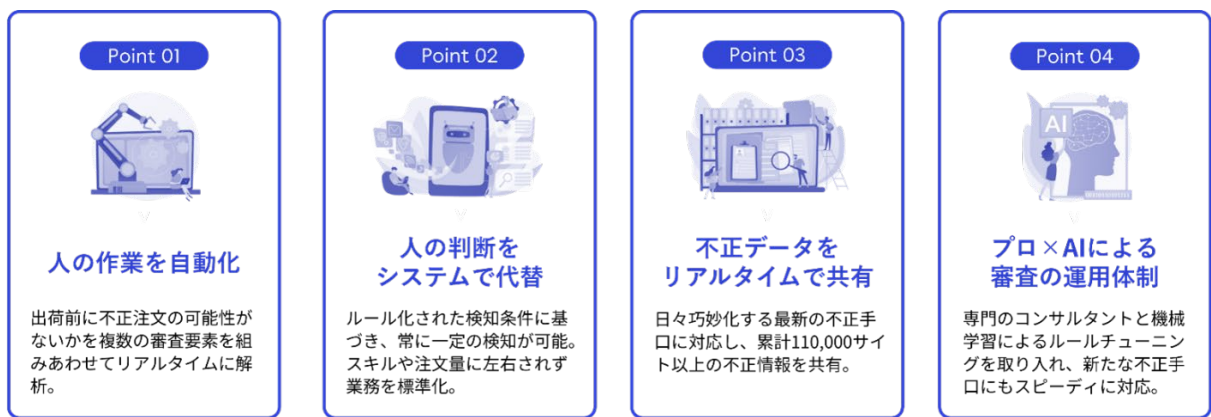 Point 01
人の作業を自動化
出荷前に不正注文の可能性が
ないかを複数の審査要素を組
みあわせてリアルタイムに解
析。
Point 02
人の判断を
システムで代替
ルール化された検知条件に基
づき、常に一定の検知が可能。
スキルや注文量に左右されず
業務を標準化。
Point 03
不正データを
リアルタイムで共有
日々巧妙化する最新の不正手
口に対応し、累計110,000サイ
ト以上の不正情報を共有。
Point 04
AI
プロ×AIによる
審査の運用体制
専門のコンサルタントと機械
学習によるルールチューニン
グを取り入れ、新たな不正手
口にもスピーディに対応。